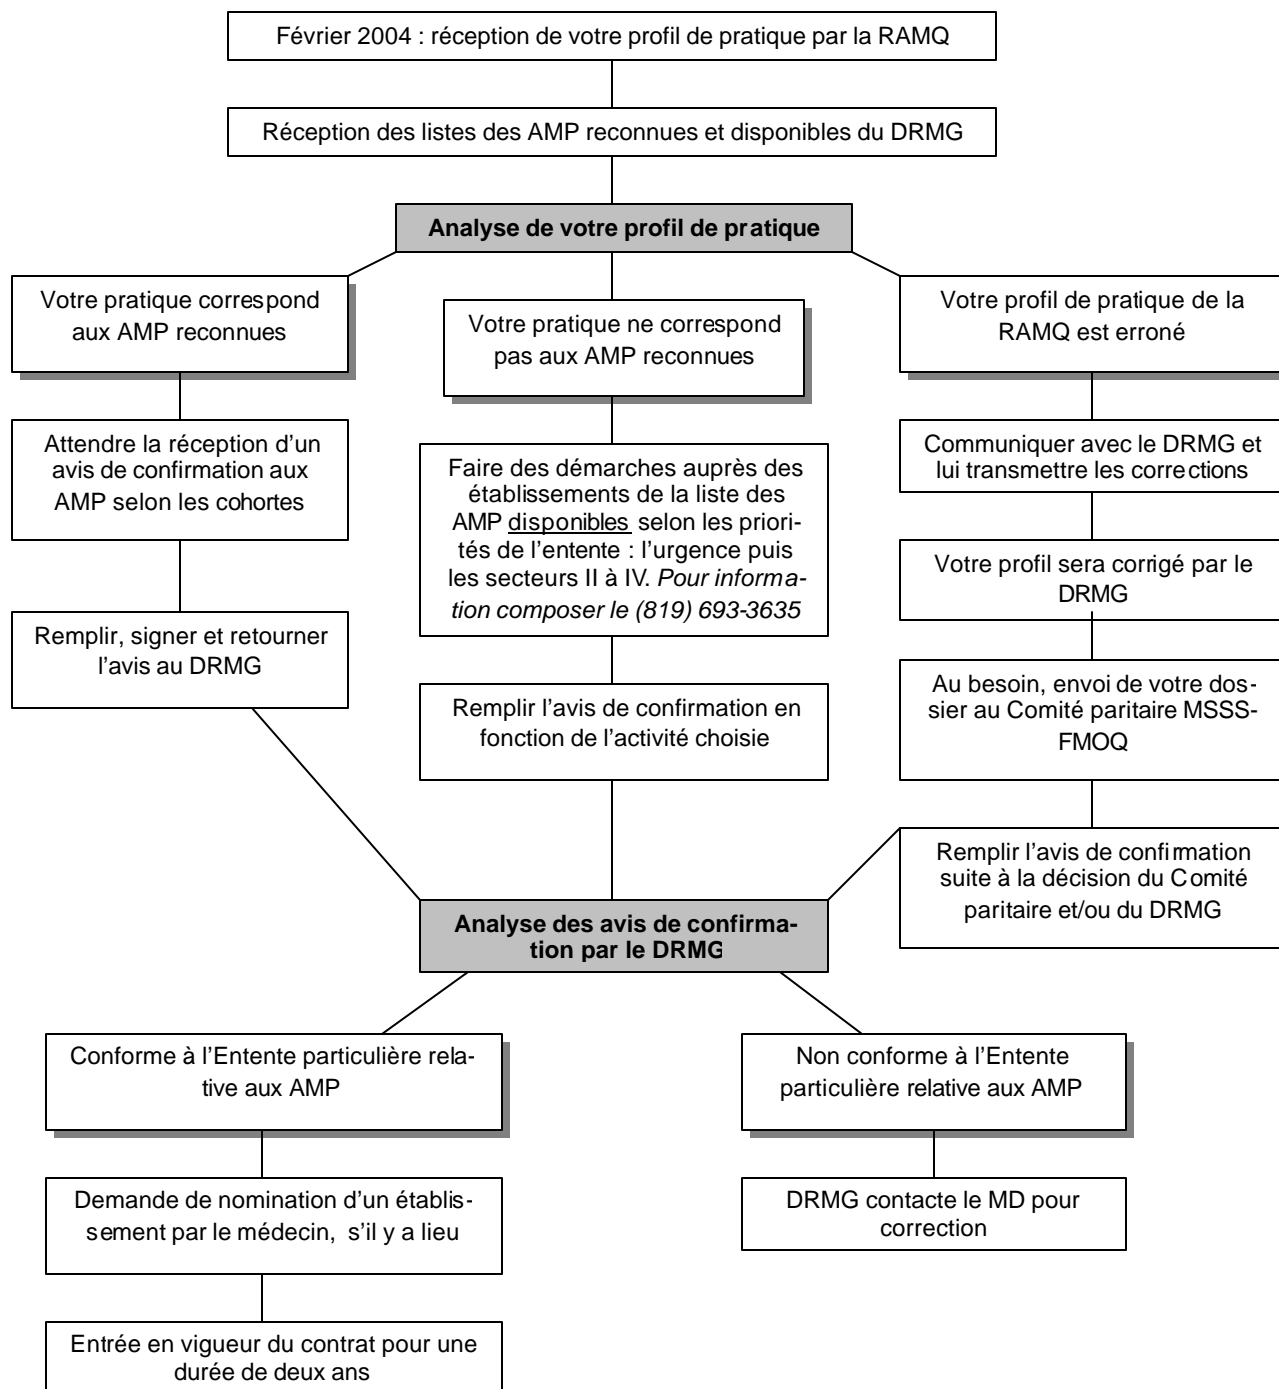 Février 2004 : réception de votre profil de pratique par la RAMQ
Réception des listes des AMP reconnues et disponibles du DRMG
Analyse de votre profil de pratique
Votre pratique correspond
aux AMP reconnues
Votre pratique ne correspond
pas aux AMP reconnues
Votre profil de pratique de la
RAMQ est erroné
Attendre la réception d’un
avis de confirmation aux
AMP selon les cohortes
Faire des démarches auprès des
établissements de la liste des
AMP disponibles selon les priori-
tés de l’entente : l’urgence puis
les secteurs II à IV. Pour informa-
tion composer le (819) 693-3635
Communiquer avec le DRMG et
lui transmettre les corrections
Votre profil sera corrigé par le
DRMG
Remplir, signer et retourner
l’avis au DRMG
Remplir l’avis de confirmation en
fonction de l’activité choisie
Au besoin, envoi de votre dos-
sier au Comité paritaire MSSS-
FMOQ
Remplir l’avis de confirmation
suite à la décision du Comité
paritaire et/ou du DRMG
Analyse des avis de confirma-
tion par le DRMG
Conforme à l’Entente particulière rela-
tive aux AMP
Non conforme à l’Entente
particulière relative aux AMP
Demande de nomination d’un établis-
sement par le médecin, s’il y a lieu
DRMG contacte le MD pour
correction
Entrée en vigueur du contrat pour une
durée de deux ans